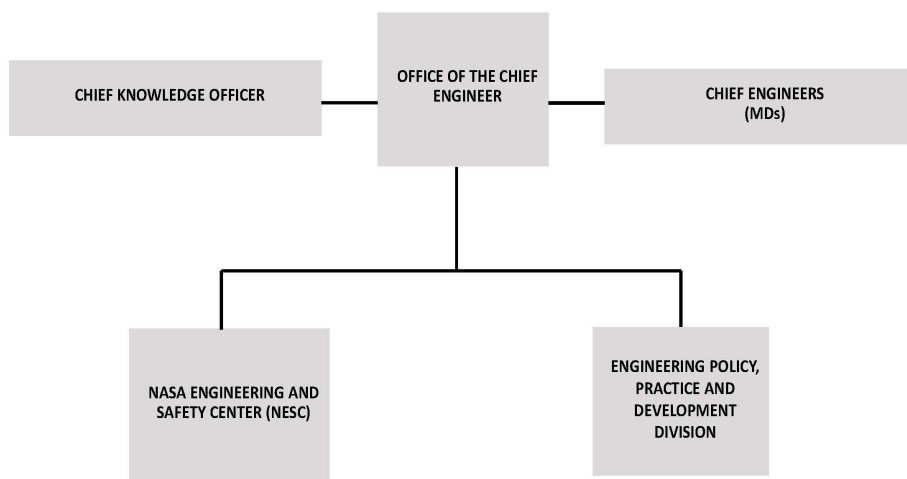 CHIEF KNOWLEDGE OFFICER
OFFICE OF THE CHIEF
ENGINEER
CHIEF ENGINEERS
(MDs)
NASA ENGINEERING AND
SAFETY CENTER (NESC)
ENGINEERING POLICY,
PRACTICE AND
DEVELOPMENT
DIVISION